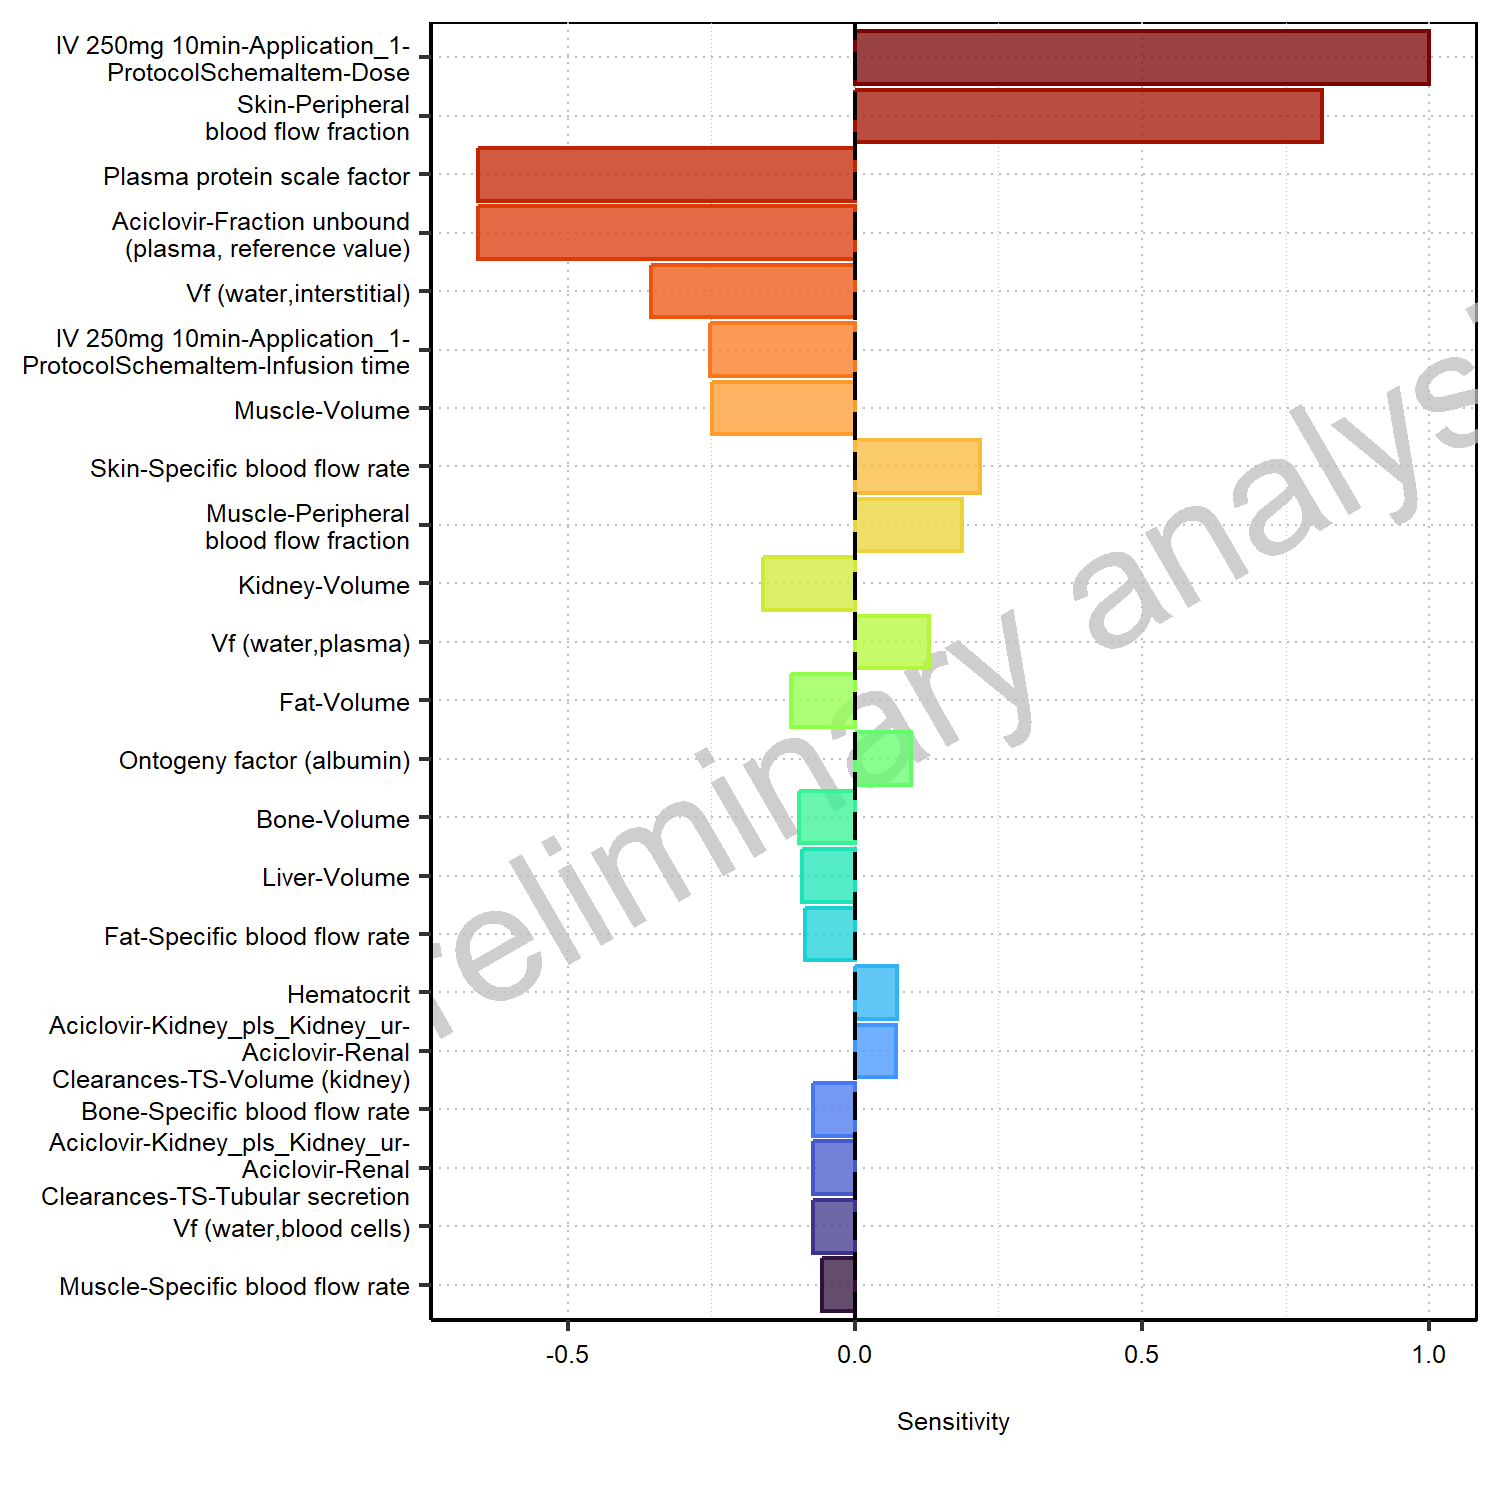 IV 250mg 10min-Application_1-
ProtocolSchemaItem-Dose
Skin-Peripheral
blood flow fraction
Plasma protein scale factor
Aciclovir-Fraction unbound
(plasma, reference value)
Vf (water,interstitial)
IV 250mg 10min-Application_1-
ProtocolSchemaItem-Infusion time
Muscle-Volume
Skin-Specific blood flow rate
Muscle-Peripheral
blood flow fraction
Kidney-Volume
Vf (water,plasma)
Fat-Volume
Ontogeny factor (albumin)
Bone-Volume
Liver-Volume
Fat-Specific blood flow rate
Hematocrit
Aciclovir-Kidney_pls_Kidney_ur-
Aciclovir-Renal
Clearances-TS-Volume (kidney)
Bone-Specific blood flow rate
Aciclovir-Kidney_pls_Kidney_ur-
Aciclovir-Renal
Clearances-TS-Tubular secretion
Vf (water,blood cells)
Muscle-Specific blood flow rate
reliminary analys
-0.5 0.0 0.5 1.0
Sensitivity